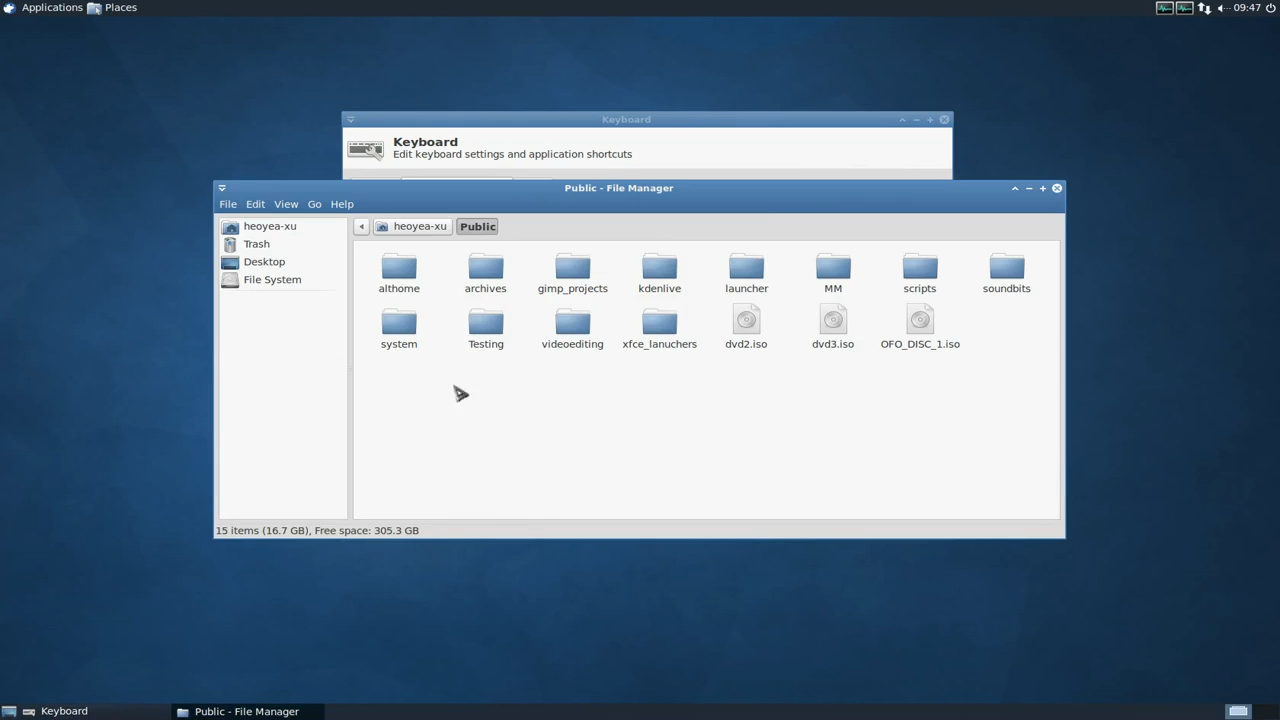 Applications Places 09:47
Keyboard
Keyboard
Edit keyboard settings and application shortcuts
Public - File Manager
File Edit View Go Help
heoyea-xu
Trash
Desktop
File System
heoyea-xu Public
althome archives gimp_projects kdenlive launcher MM scripts soundbits
system Testing videoediting xfce_lanuchers dvd2.iso dvd3.iso OFO_DISC_1.iso
15 items (16.7 GB), Free space: 305.3 GB
Keyboard Public - File Manager